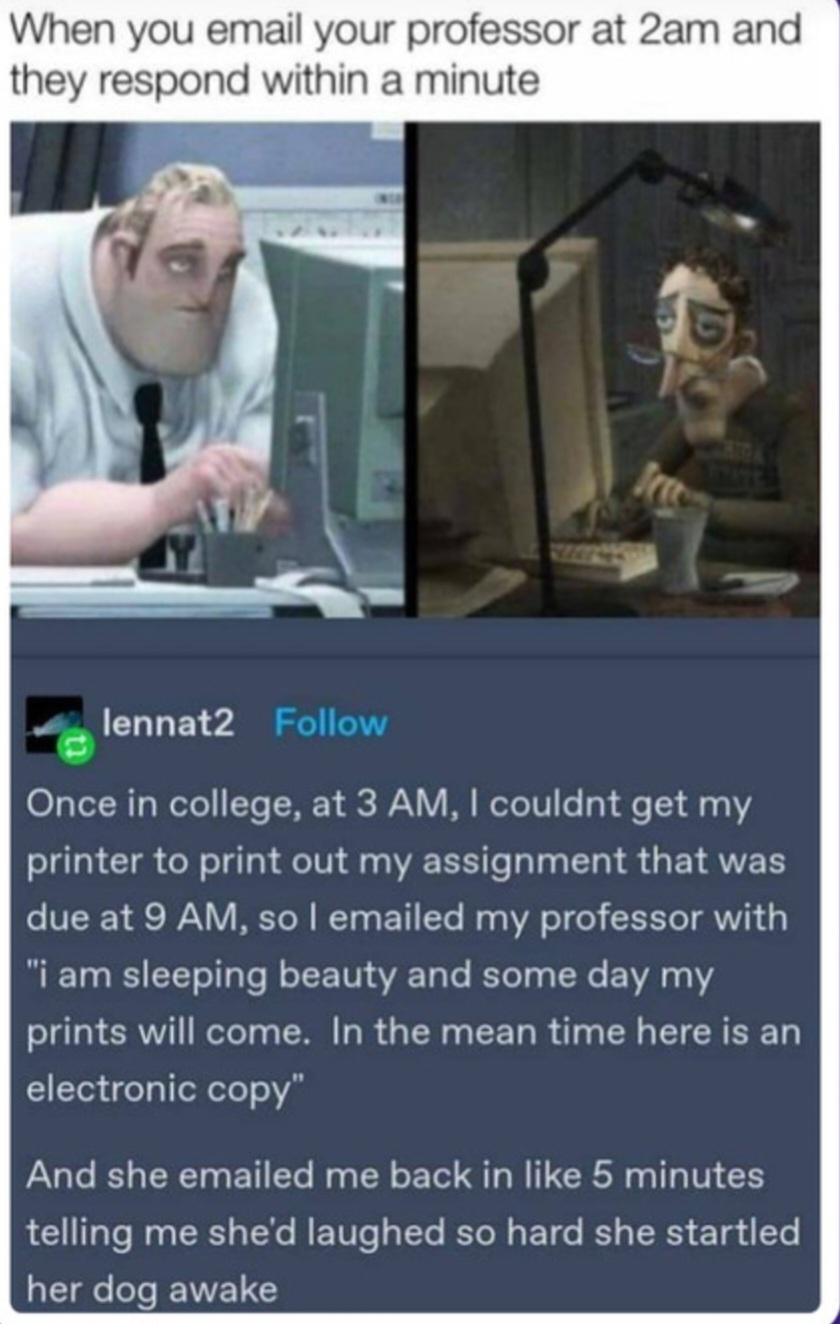 When you email your professor at 2am and
they respond within a minute
lennat2 Follow
Once in college, at 3 AM, I couldnt get my
printer to print out my assignment that was
due at 9 AM, so I emailed my professor with
"i am sleeping beauty and some day my
prints will come.  In the mean time here is an
electronic copy"
And she emailed me back in like 5 minutes
telling me she'd laughed so hard she startled
her dog awake